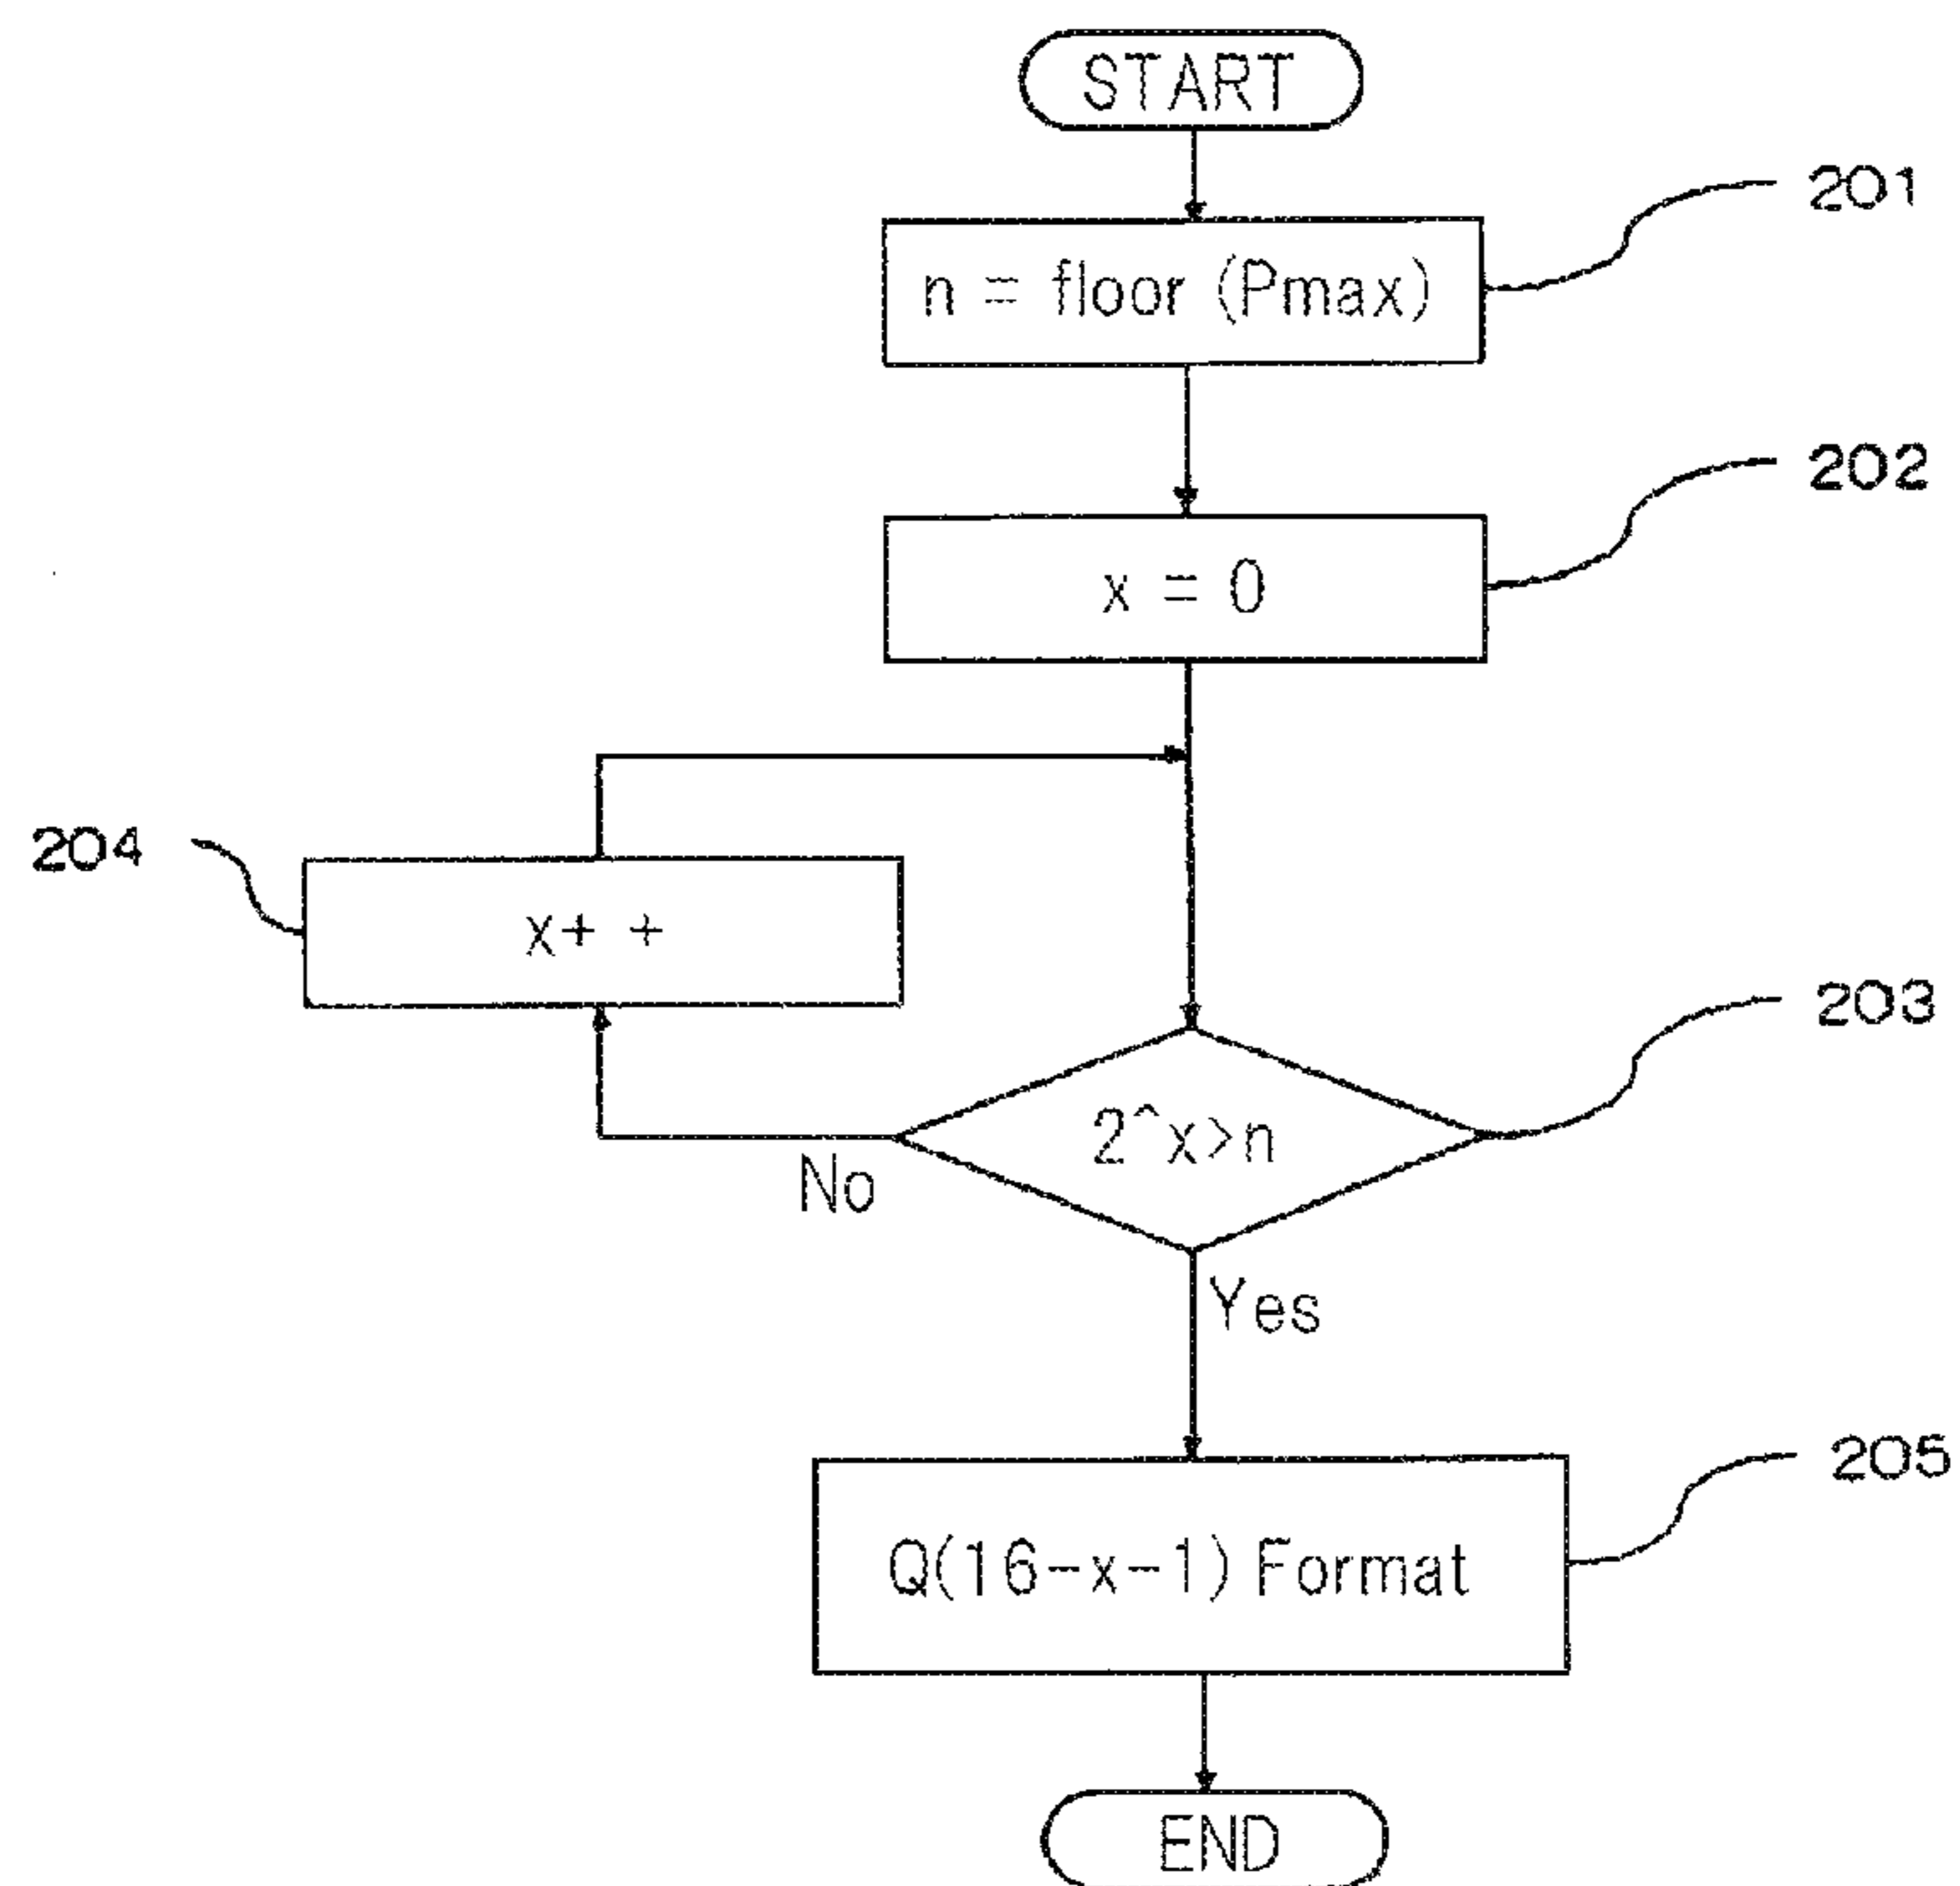 START
201
n = floor (Pmax)
202
x = 0
204
x+ +
203
2^x>n
No
Yes
205
Q(16-x-1) Format
END